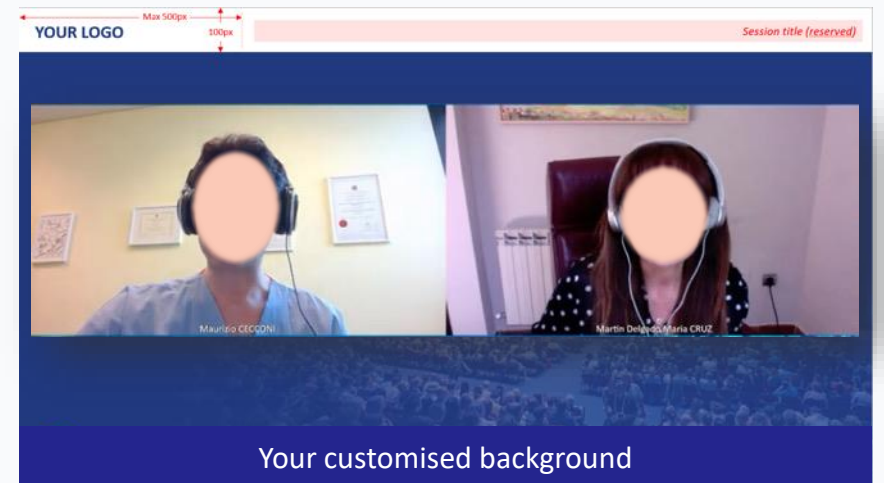 Max 500px
YOUR LOGO
100px
Session title (reserved)
Maurizio CECCONI
Martin Delgado Maria CRUZ
Your customised background